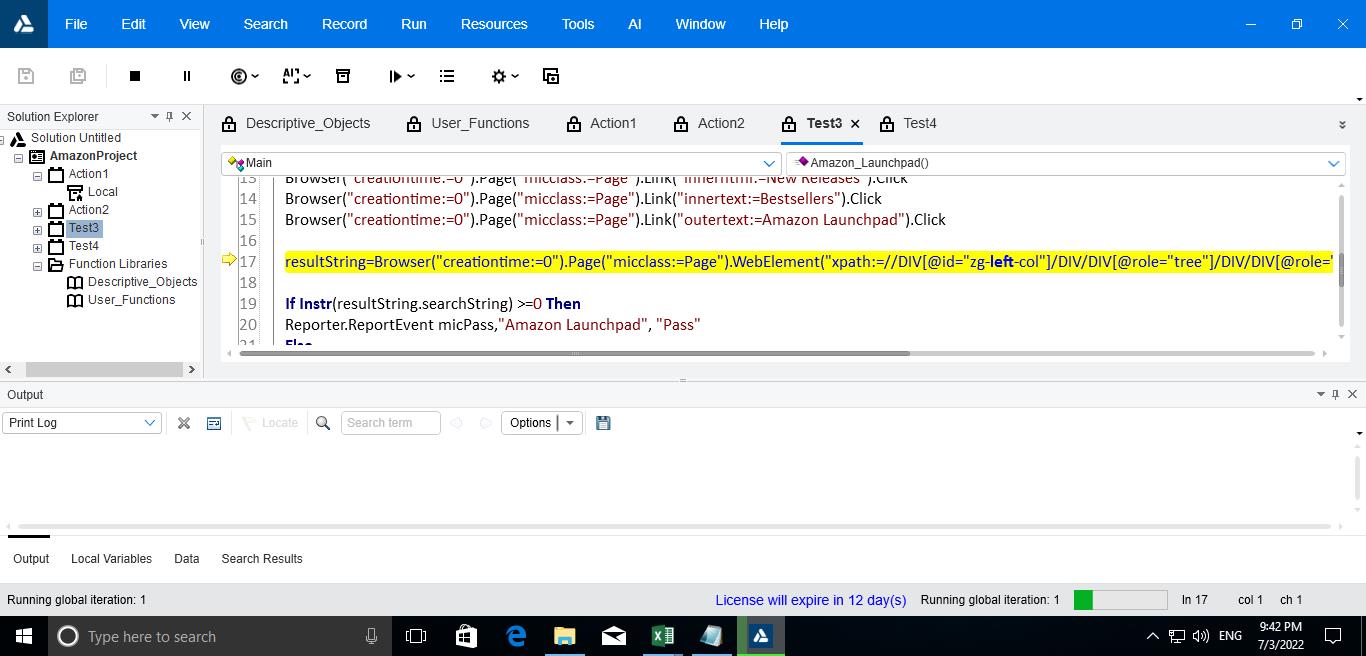 File Edit View Search Record Run Resources Tools AI Window Help
Solution Explorer
Solution Untitled
AmazonProject
Action1
Local
Action2
Test3
Test4
Function Libraries
Descriptive_Objects
User_Functions
Descriptive_Objects User_Functions Action1 Action2 Test3 Test4
Main Amazon_Launchpad()
13 Browser("creationtime:=0").Page("micclass:=Page").Link("innerhtml:=New Releases").Click
14 Browser("creationtime:=0").Page("micclass:=Page").Link("innertext:=Bestsellers").Click
15 Browser("creationtime:=0").Page("micclass:=Page").Link("outertext:=Amazon Launchpad").Click
16
17 resultString=Browser("creationtime:=0").Page("micclass:=Page").WebElement("xpath:=//DIV[@id="zg-left-col"]/DIV/DIV[@role="tree"]/DIV/DIV[@role="
18
19 If Instr(resultString.searchString) >=0 Then
20 Reporter.ReportEvent micPass,"Amazon Launchpad", "Pass"
21 Else
Output
Print Log Locate Search term Options
Output Local Variables Data Search Results
Running global iteration: 1 License will expire in 12 day(s) Running global iteration: 1 ln 17 col 1 ch 1
Type here to search ENG 9:42 PM
7/3/2022